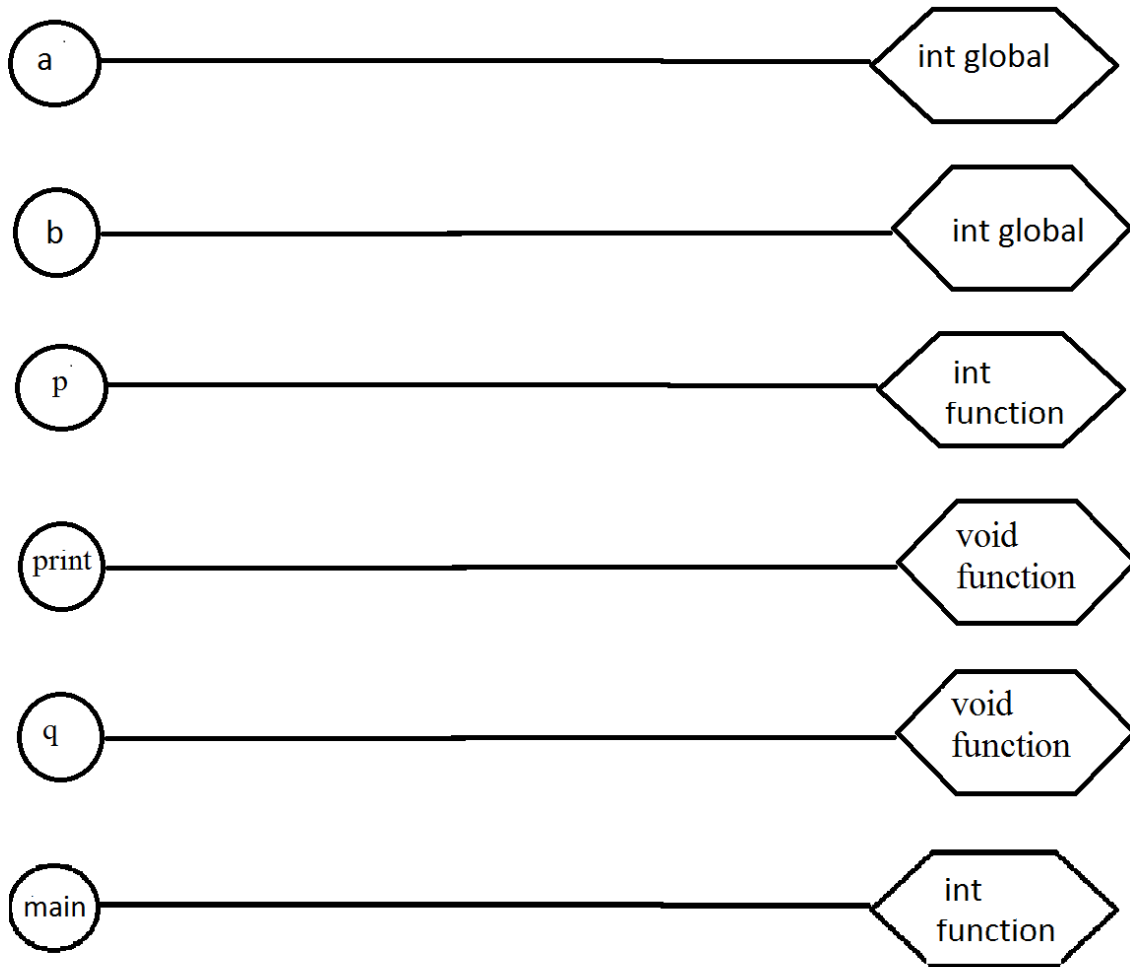 a
int global
b
int global
p
int
function
print
void
function
q
void
function
main
int
function